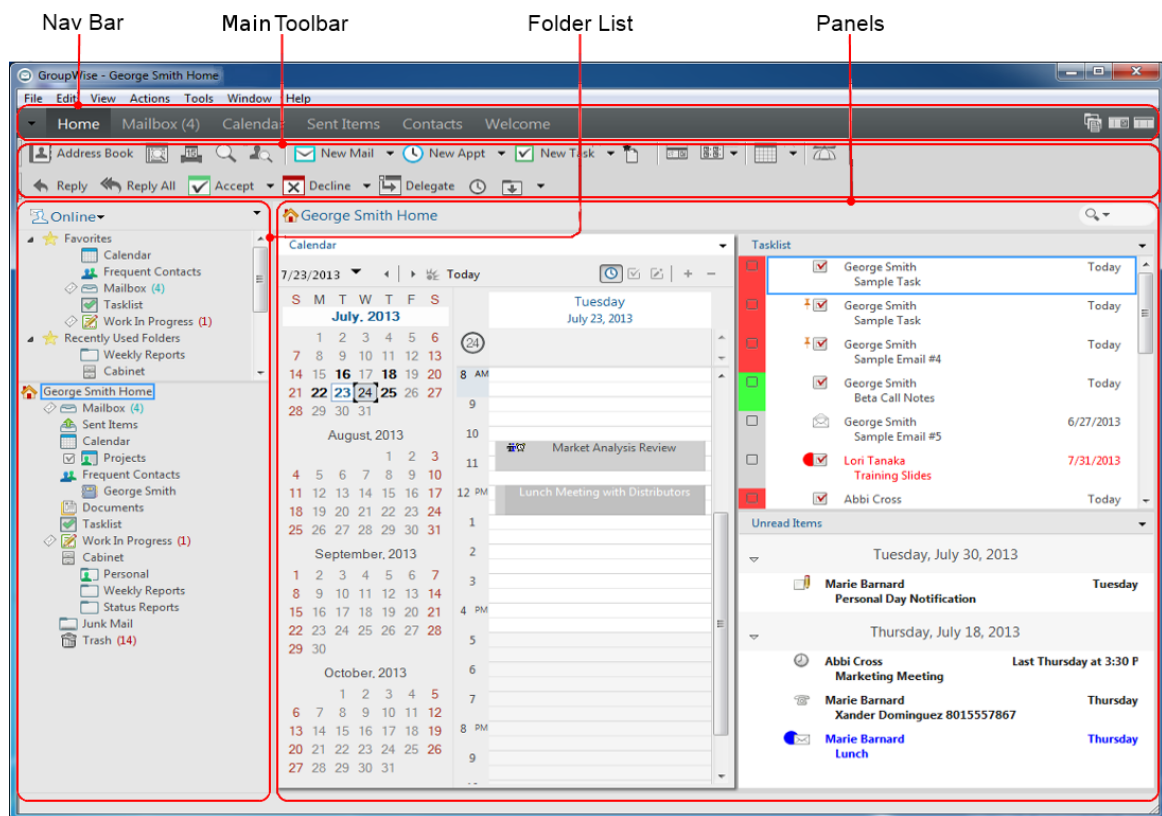 Nav Bar Main Toolbar Folder List Panels
GroupWise - George Smith Home
File Edit View Actions Tools Window Help
Home Mailbox (4) Calendar Sent Items Contacts Welcome
Address Book New Mail New Appt New Task
Reply Reply All Accept Decline Delegate
Online
Favorites
Calendar
Frequent Contacts
Mailbox (4)
Tasklist
Work In Progress (1)
Recently Used Folders
Weekly Reports
Cabinet
George Smith Home
Mailbox (4)
Sent Items
Calendar
Projects
Frequent Contacts
George Smith
Documents
Tasklist
Work In Progress (1)
Cabinet
Personal
Weekly Reports
Status Reports
Junk Mail
Trash (14)
George Smith Home
Calendar
7/23/2013 Today
S M T W T F S
July, 2013
1 2 3 4 5 6
7 8 9 10 11 12 13
14 15 16 17 18 19 20
21 22 23 24 25 26 27
28 29 30 31
August, 2013
1 2 3
4 5 6 7 8 9 10
11 12 13 14 15 16 17
18 19 20 21 22 23 24
25 26 27 28 29 30 31
September, 2013
1 2 3 4 5 6 7
8 9 10 11 12 13 14
15 16 17 18 19 20 21
22 23 24 25 26 27 28
29 30
October, 2013
1 2 3 4 5
6 7 8 9 10 11 12
13 14 15 16 17 18 19
20 21 22 23 24 25 26
27 28 29 30 31
Tuesday
July 23, 2013
24
8 AM
9
10
Market Analysis Review
11
12 PM Lunch Meeting with Distributors
1
2
3
4 PM
5
6
7
8 PM
9
Tasklist
George Smith Today
Sample Task
George Smith Today
Sample Task
George Smith Today
Sample Email #4
George Smith Today
Beta Call Notes
George Smith 6/27/2013
Sample Email #5
Lori Tanaka 7/31/2013
Training Slides
Abbi Cross Today
Unread Items
Tuesday, July 30, 2013
Marie Barnard Tuesday
Personal Day Notification
Thursday, July 18, 2013
Abbi Cross Last Thursday at 3:30 P
Marketing Meeting
Marie Barnard Thursday
Xander Dominguez 8015557867
Marie Barnard Thursday
Lunch